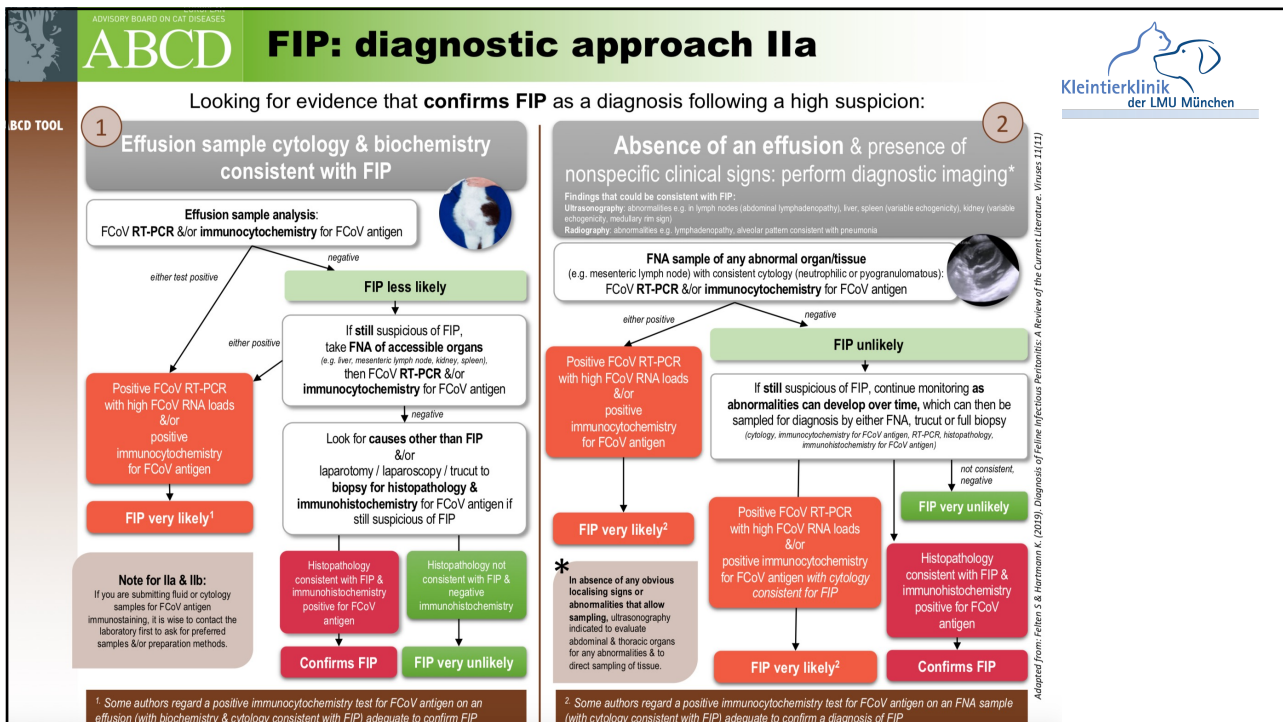 ADVISORY BOARD ON CAT DISEASES
ABCD
FIP: diagnostic approach IIa
Kleintierklinik
der LMU München
Looking for evidence that confirms FIP as a diagnosis following a high suspicion:
ABCD TOOL
1
Effusion sample cytology & biochemistry
consistent with FIP
Effusion sample analysis:
FCoV RT-PCR &/or immunocytochemistry for FCoV antigen
either test positive
negative
FIP less likely
If still suspicious of FIP,
take FNA of accessible organs
(e.g. liver, mesenteric lymph node, kidney, spleen),
then FCoV RT-PCR &/or
immunocytochemistry for FCoV antigen
either positive
Positive FCoV RT-PCR
with high FCoV RNA loads
&/or
positive
immunocytochemistry
for FCoV antigen
negative
Look for causes other than FIP
&/or
laparotomy / laparoscopy / trucut to
biopsy for histopathology &
immunohistochemistry for FCoV antigen if
still suspicious of FIP
FIP very likely1
Histopathology
consistent with FIP &
immunohistochemistry
positive for FCoV
antigen
Histopathology not
consistent with FIP &
negative
immunohistochemistry
Confirms FIP
FIP very unlikely
Note for IIa & IIb:
If you are submitting fluid or cytology
samples for FCoV antigen
immunostaining, it is wise to contact the
laboratory first to ask for preferred
samples &/or preparation methods.
1. Some authors regard a positive immunocytochemistry test for FCoV antigen on an
effusion (with biochemistry & cytology consistent with FIP) adequate to confirm FIP
2
Absence of an effusion & presence of
nonspecific clinical signs: perform diagnostic imaging*
Findings that could be consistent with FIP:
Ultrasonography: abnormalities e.g. in lymph nodes (abdominal lymphadenopathy), liver, spleen (variable echogenicity), kidney (variable
echogenicity, medullary rim sign)
Radiography: abnormalities e.g. lymphadenopathy, alveolar pattern consistent with pneumonia
FNA sample of any abnormal organ/tissue
(e.g. mesenteric lymph node) with consistent cytology (neutrophilic or pyogranulomatous):
FCoV RT-PCR &/or immunocytochemistry for FCoV antigen
either positive
negative
Positive FCoV RT-PCR
with high FCoV RNA loads
&/or
positive
immunocytochemistry
for FCoV antigen
FIP unlikely
If still suspicious of FIP, continue monitoring as
abnormalities can develop over time, which can then be
sampled for diagnosis by either FNA, trucut or full biopsy
(cytology, immunochemistry for FCoV antigen, RT-PCR, histopathology,
immunohistochemistry for FCoV antigen)
not consistent,
negative
FIP very unlikely
FIP very likely2
Positive FCoV RT-PCR
with high FCoV RNA loads
&/or
positive immunocytochemistry
for FCoV antigen with cytology
consistent for FIP
Histopathology
consistent with FIP &
immunohistochemistry
positive for FCoV
antigen
FIP very likely2
Confirms FIP
*
In absence of any obvious
localising signs or
abnormalities that allow
sampling, ultrasonography
indicated to evaluate
abdominal & thoracic organs
for any abnormalities & to
direct sampling of tissue.
2. Some authors regard a positive immunocytochemistry test for FCoV antigen on an FNA sample
(with cytology consistent with FIP) adequate to confirm a diagnosis of FIP
Adapted from: Felten S & Hartmann K. (2019), Diagnosis of Feline Infectious Peritonitis: A Review of the Current Literature. Viruses 11(11)